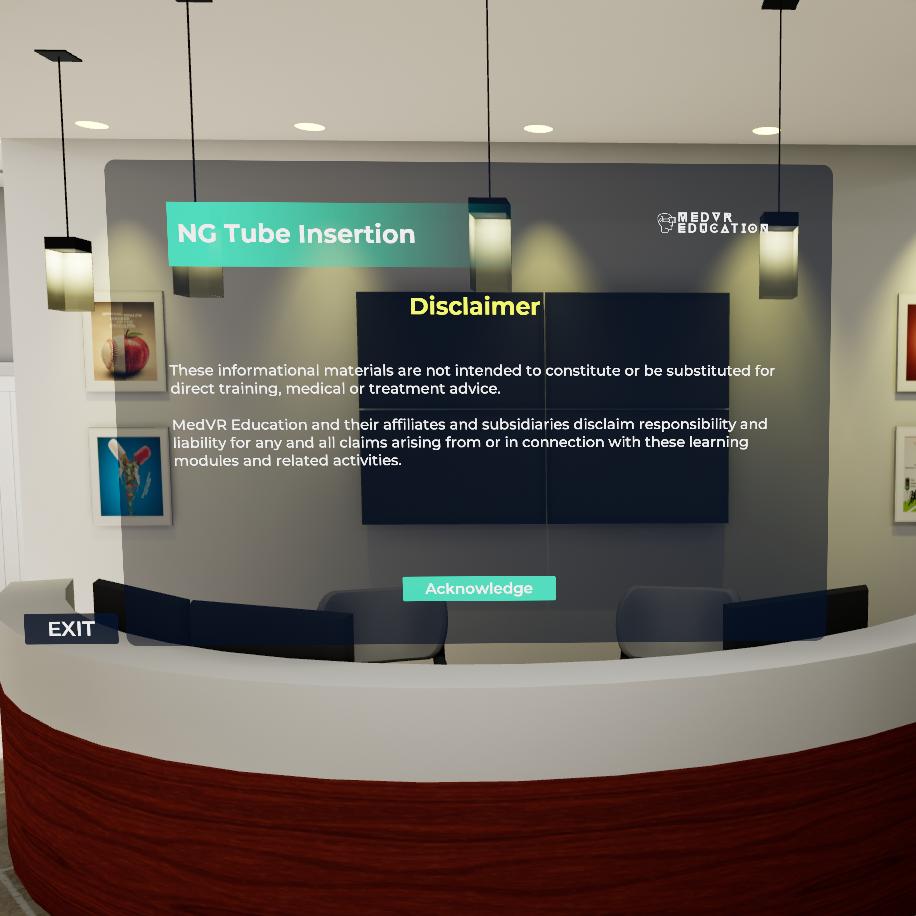 NG Tube Insertion
MEDVR
EDUCATION
Disclaimer
These informational materials are not intended to constitute or be substituted for
direct training, medical or treatment advice.
MedVR Education and their affiliates and subsidiaries disclaim responsibility and
liability for any and all claims arising from or in connection with these learning
modules and related activities.
Acknowledge
EXIT